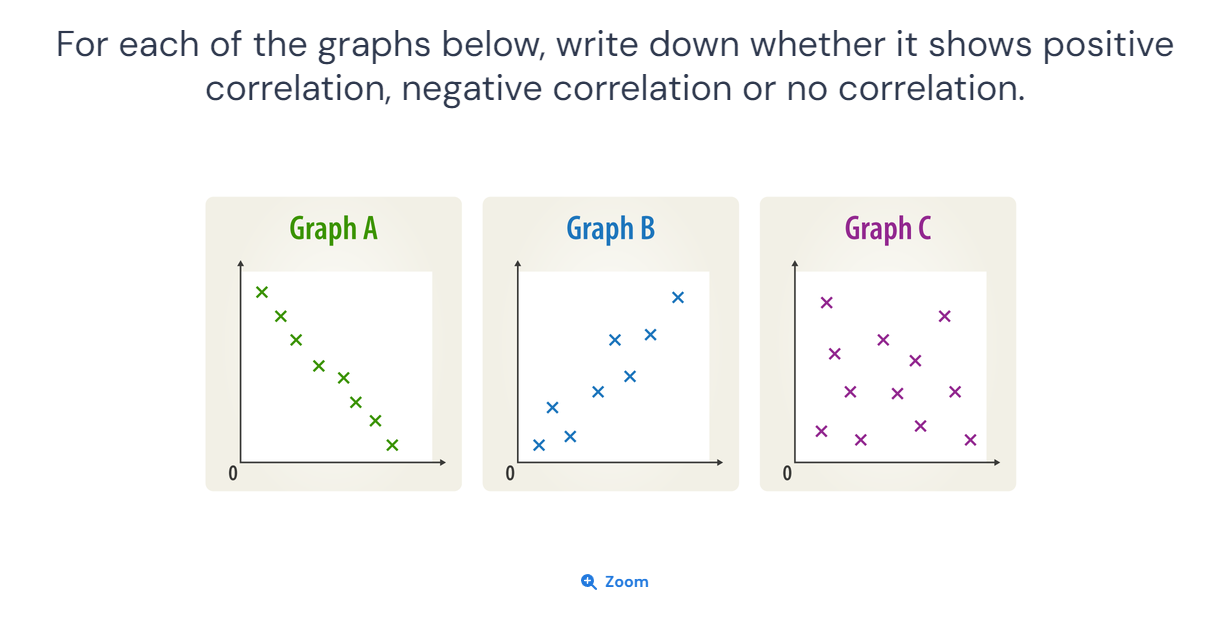 For each of the graphs below, write down whether it shows positive
correlation, negative correlation or no correlation.
Graph A
0
Graph B
0
Graph C
0
Zoom